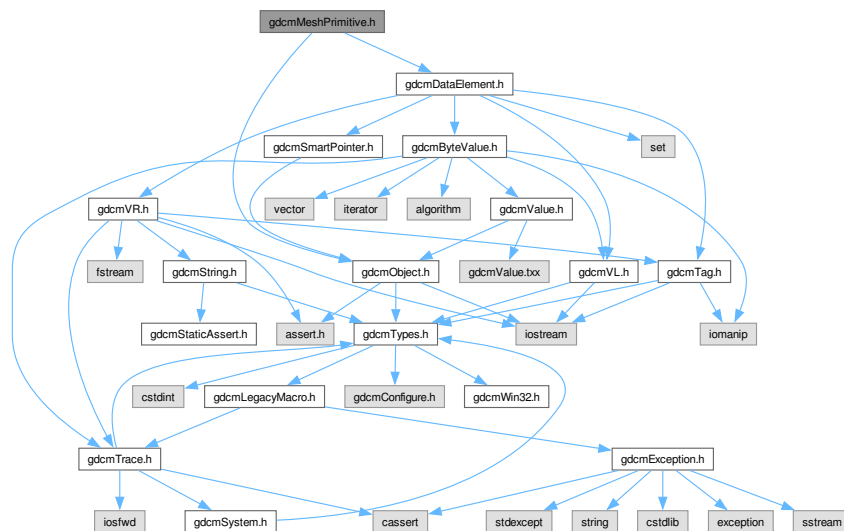 gdcmMeshPrimitive.h
gdcmDataElement.h
gdcmSmartPointer.h
gdcmByteValue.h
set
gdcmVR.h
vector
iterator
algorithm
gdcmValue.h
fstream
gdcmString.h
gdcmObject.h
gdcmValue.txx
gdcmVL.h
gdcmTag.h
gdcmStaticAssert.h
assert.h
gdcmTypes.h
iostream
iomanip
cstdint
gdcmLegacyMacro.h
gdcmConfigure.h
gdcmWin32.h
gdcmTrace.h
gdcmException.h
iosfwd
gdcmSystem.h
cassert
stdexcept
string
cstdlib
exception
sstream